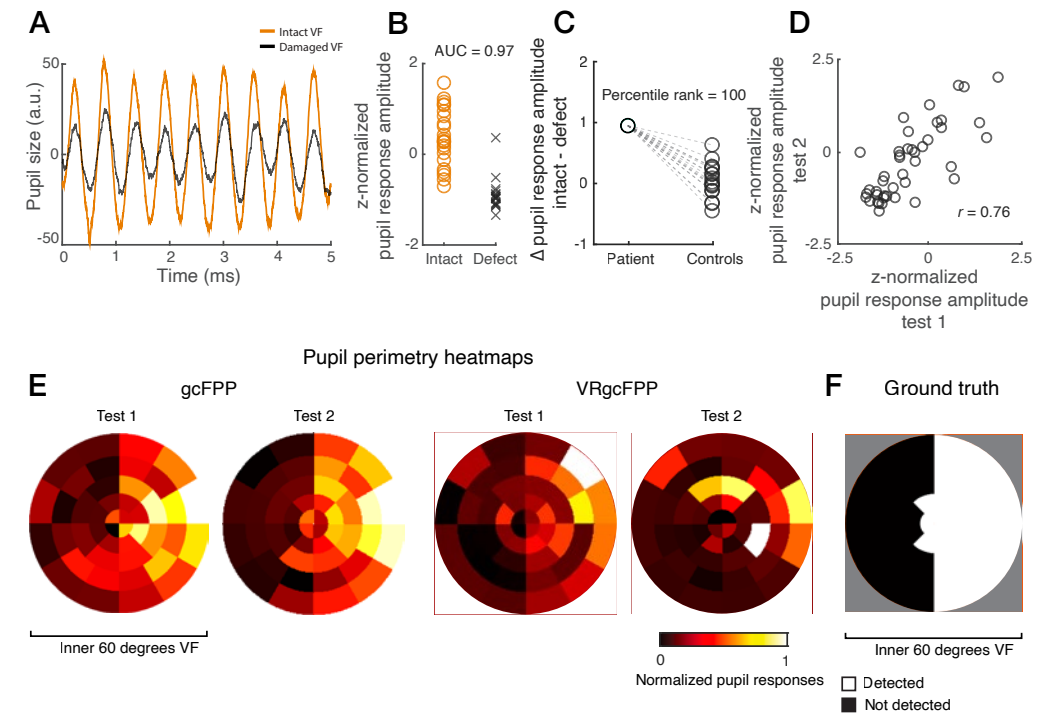 A
Intact VF
Damaged VF
Pupil size (a.u.)
50
0
-50
0 1 2 3 4 5
Time (ms)
B
AUC = 0.97
z-normalized
pupil response amplitude
2
0
-2
Intact Defect
C
Percentile rank = 100
Δ pupil response amplitude
intact - defect
2
1
0
-1
Patient Controls
D
z-normalized
pupil response amplitude
test 2
2.5
0
-2.5
r = 0.76
-2.5 0 2.5
z-normalized
pupil response amplitude
test 1
Pupil perimetry heatmaps
E
gcFPP
VRgcFPP
Test 1
Test 2
Test 1
Test 2
Inner 60 degrees VF
0 1
Normalized pupil responses
F
Ground truth
Inner 60 degrees VF
Detected
Not detected